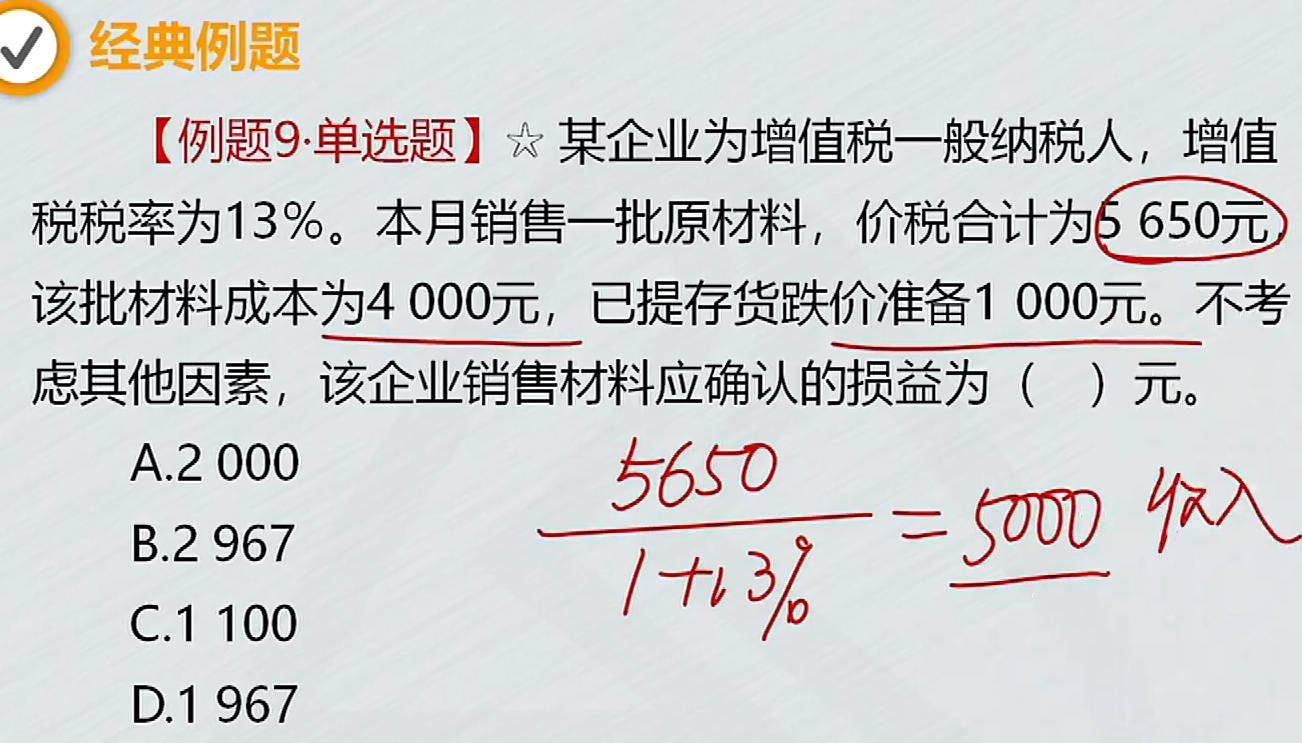 经典例题
【例题9·单选题】☆ 某企业为增值税一般纳税人，增值
税税率为13%。本月销售一批原材料，价税合计为5 650元，
该批材料成本为4 000元，已提存货跌价准备1 000元。不考
虑其他因素，该企业销售材料应确认的损益为（ ）元。
A.2 000
B.2 967
C.1 100
D.1 967
5650
1+13%
=5000 收入